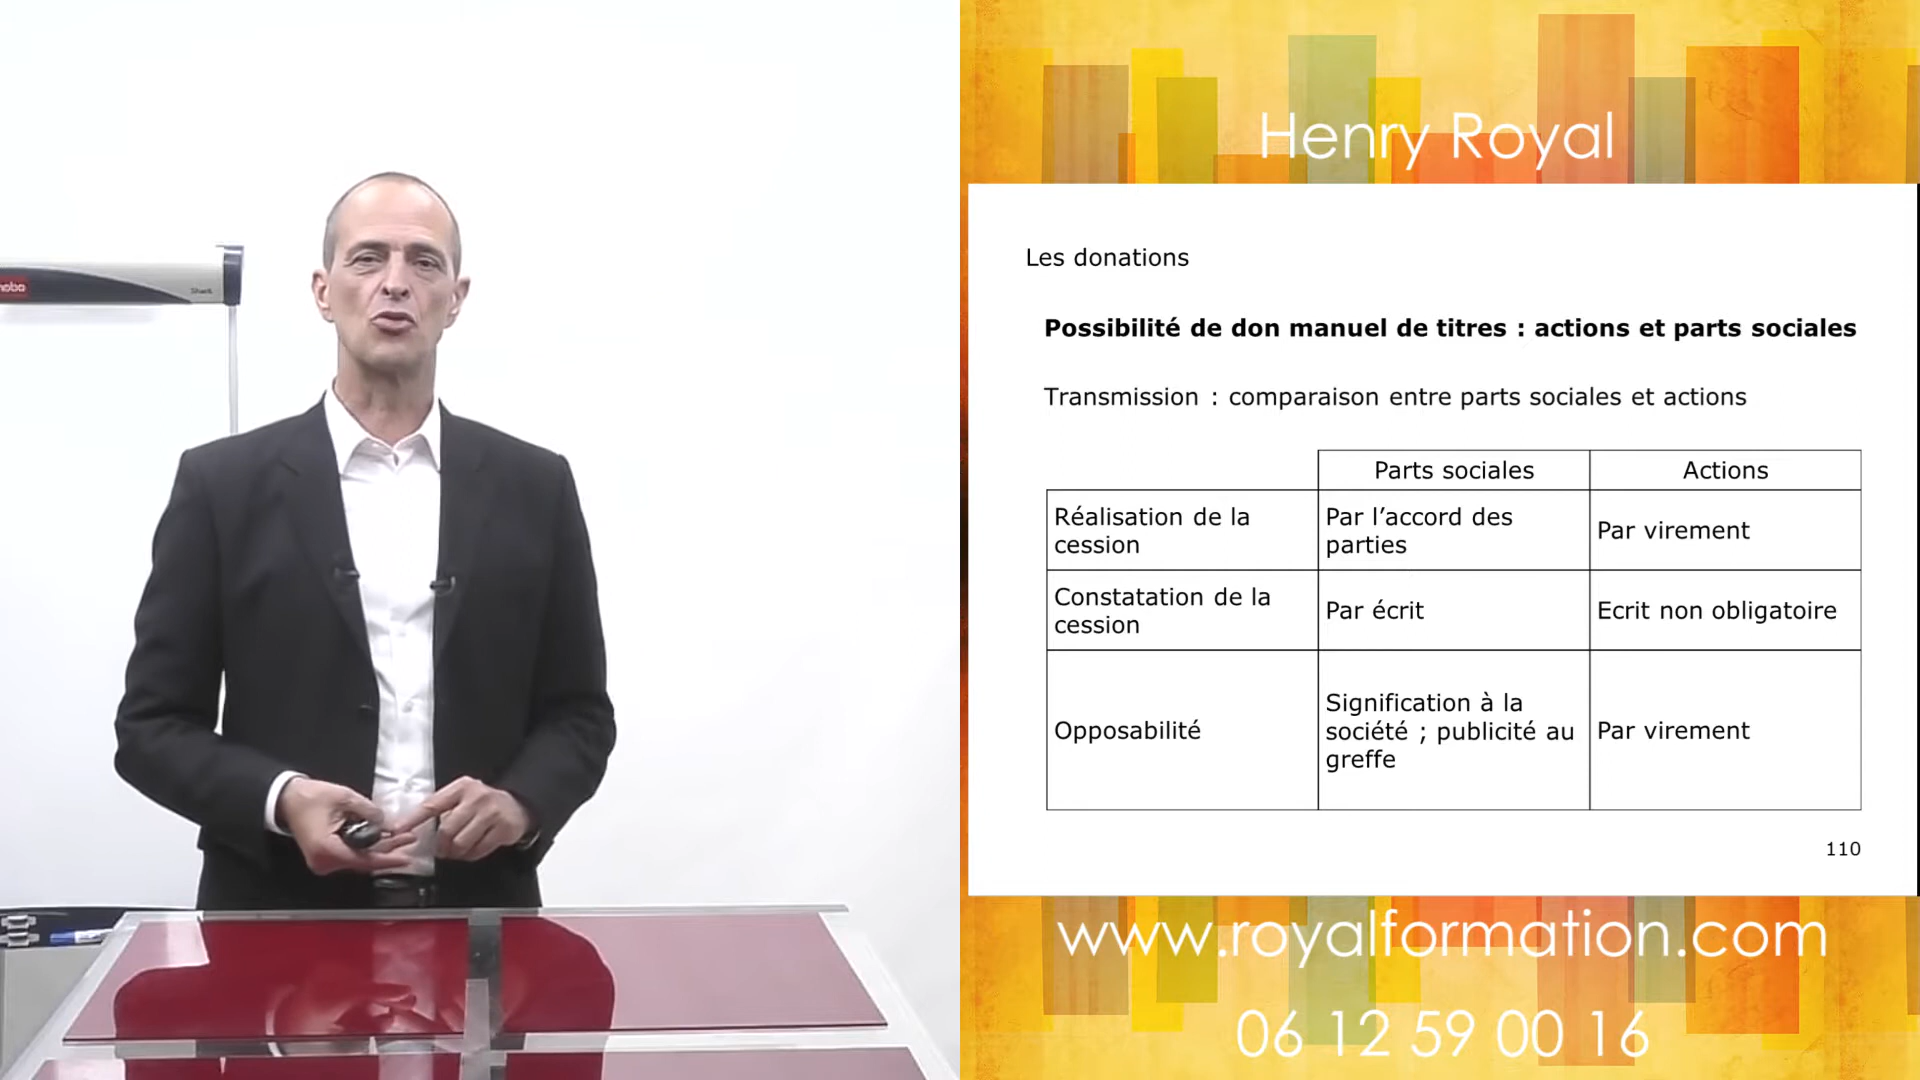 Henry Royal
Les donations
Possibilité de don manuel de titres : actions et parts sociales
Transmission : comparaison entre parts sociales et actions
Parts sociales
Actions
Réalisation de la
cession
Par l’accord des
parties
Par virement
Constatation de la
cession
Par écrit
Ecrit non obligatoire
Opposabilité
Signification à la
société ; publicité au
greffe
Par virement
110
www.royalformation.com
06 12 59 00 16
nobo
Shark